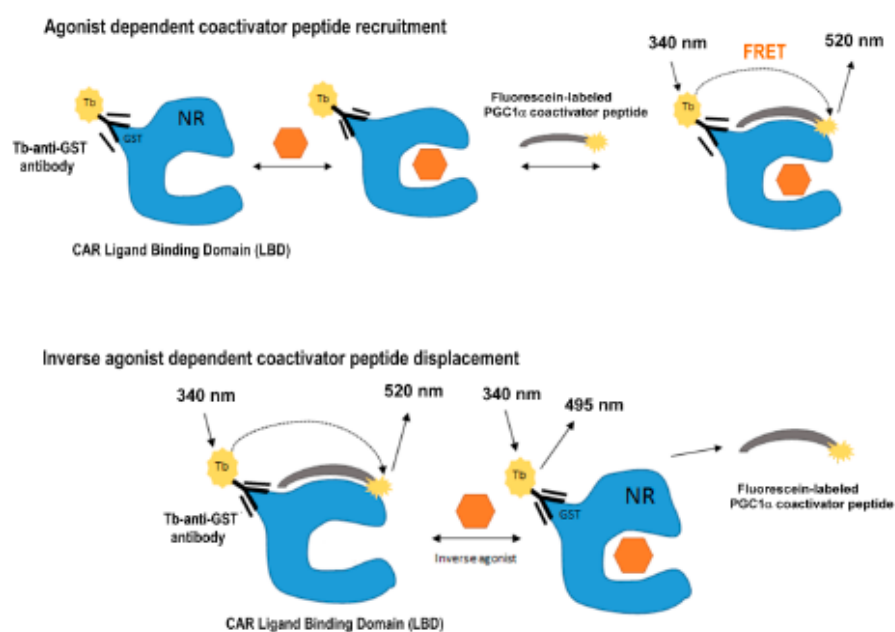 Agonist dependent coactivator peptide recruitment
340 nm
FRET
520 nm
Tb
Tb
Tb
NR
GST
Fluorescein-labeled
PGC1α coactivator peptide
Tb-anti-GST
antibody
CAR Ligand Binding Domain (LBD)
Inverse agonist dependent coactivator peptide displacement
340 nm
520 nm
340 nm
495 nm
Tb
Tb
NR
GST
Tb-anti-GST
antibody
Inverse agonist
Fluorescein-labeled
PGC1α coactivator peptide
CAR Ligand Binding Domain (LBD)